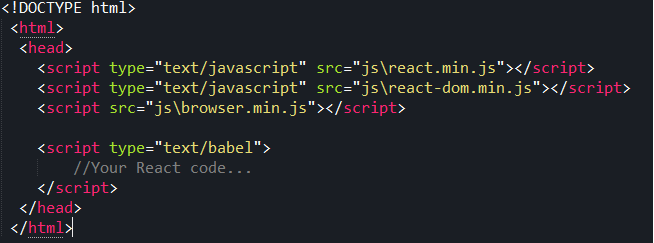 <!DOCTYPE html>
<html>
<head>
<script type="text/javascript" src="js\react.min.js"></script>
<script type="text/javascript" src="js\react-dom.min.js"></script>
<script src="js\browser.min.js"></script>
<script type="text/babel">
//Your React code...
</script>
</head>
</html>